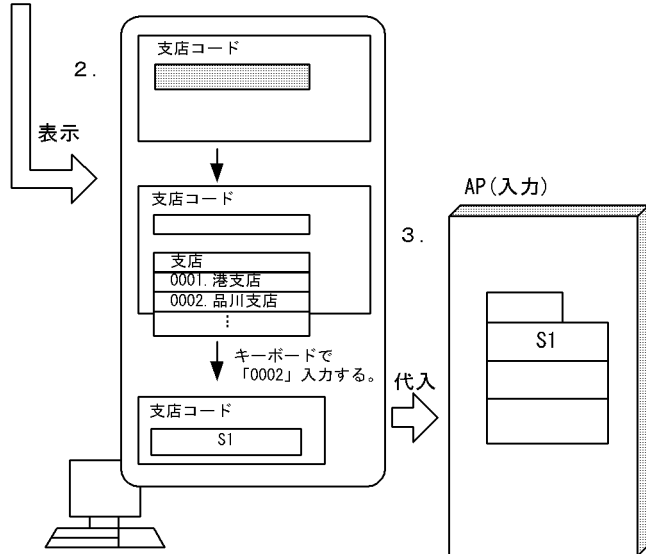 支店コード
2.
表示
支店コード
支店
0001.港支店
0002.品川支店
⋮
キーボードで
「0002」入力する。
支店コード
S1
代入
AP(入力)
3.
S1